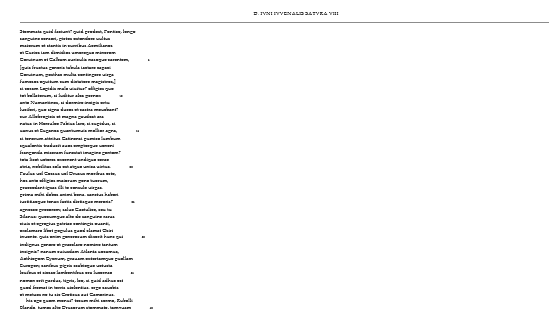 D. IVNI IVVENALIS SATVRA VIII
Stemmata quid faciunt? quid prodest, Pontice, longo
sanguine censeri, pictos ostendere uultus
maiorum et stantis in curribus Aemilianos
et Curios iam dimidios umerosque minorem
Coruinum et Galbam auriculis nasoque carentem, 5
[quis fructus generis tabula iactare capaci
Coruinum, posthac multa contingere uirga
fumosos equitum cum dictatore magistros,]
si coram Lepidis male uiuitur? effigies quo
tot bellatorum, si luditur alea pernox 10
ante Numantinos, si dormire incipis ortu
luciferi, quo signa duces et castra mouebant?
cur Allobrogicis et magna gaudeat ara
natus in Herculeo Fabius lare, si cupidus, si
uanus et Euganea quantumuis mollior agna, 15
si tenerum attritus Catinensi pumice lumbum
squalentis traducit auos emptorque ueneni
frangenda miseram funestat imagine gentem?
tota licet ueteres exornent undique cerae
atria, nobilitas sola est atque unica uirtus. 20
Paulus uel Cossus uel Drusus moribus esto,
hos ante effigies maiorum pone tuorum,
praecedant ipsas illi te consule uirgas.
prima mihi debes animi bona. sanctus haberi
iustitiaeque tenax factis dictisque mereris? 25
agnosco procerem; salue Gaetulice, seu tu
Silanus: quocumque alto de sanguine rarus
ciuis et egregius patriae contingis ouanti,
exclamare libet populus quod clamat Osiri
inuento. quis enim generosum dixerit hunc qui 30
indignus genere et praeclaro nomine tantum
insignis? nanum cuiusdam Atlanta uocamus,
Aethiopem Cycnum, prauam extortamque puellam
Europen; canibus pigris scabieque uetusta
leuibus et siccae lambentibus ora lucernae 35
nomen erit pardus, tigris, leo, si quid adhuc est
quod fremat in terris uiolentius. ergo cauebis
et metues ne tu sic Creticus aut Camerinus.
his ego quem monui? tecum mihi sermo, Rubelli
Blande. tumes alto Drusorum stemmate, tamquam 40